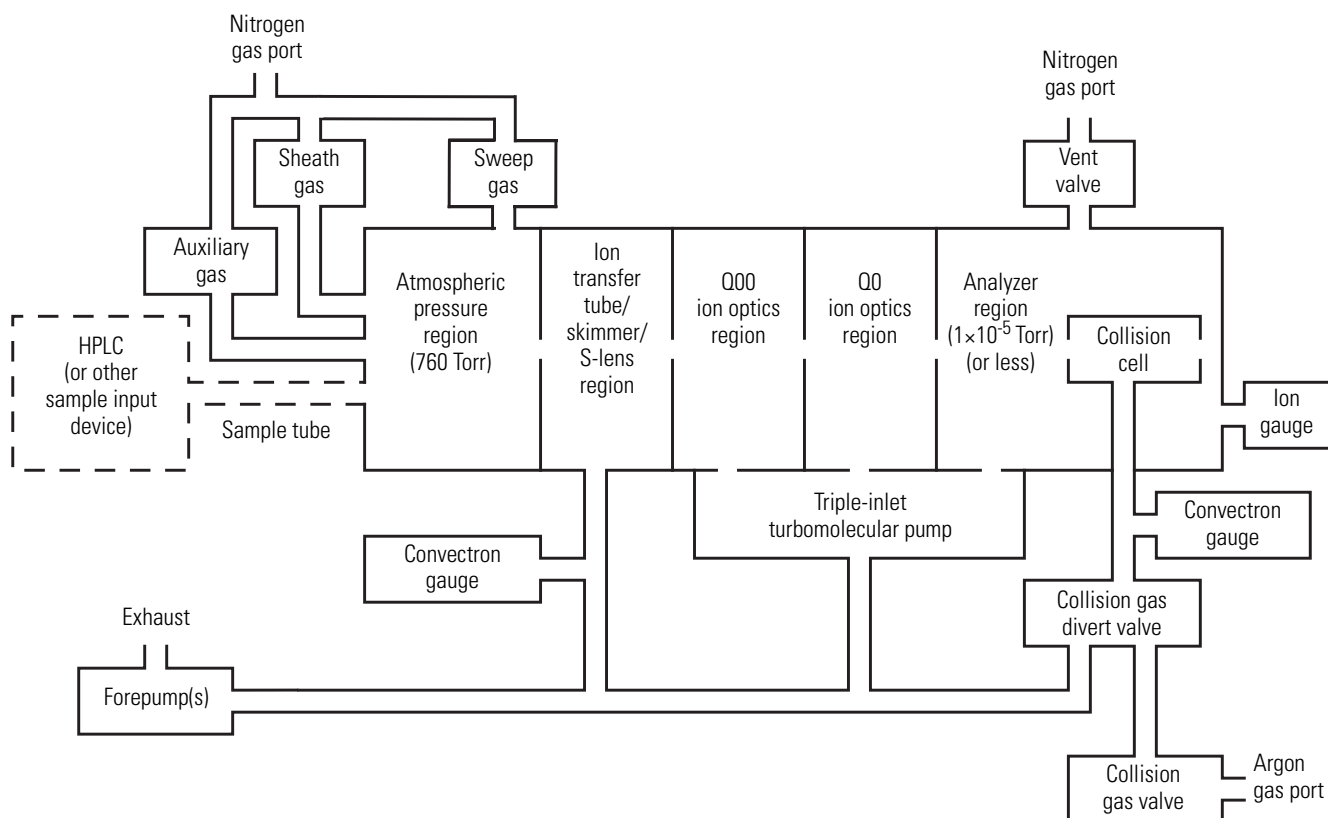 Nitrogen
gas port
Nitrogen
gas port
Sheath
gas
Sweep
gas
Vent
valve
Auxiliary
gas
Atmospheric
pressure
region
(760 Torr)
Ion
transfer
tube/
skimmer/
S-lens
region
Q00
ion optics
region
Q0
ion optics
region
Analyzer
region
(1×10-5 Torr)
(or less)
Collision
cell
HPLC
(or other
sample input
device)
Sample tube
Ion
gauge
Triple-inlet
turbomolecular pump
Convectron
gauge
Convectron
gauge
Collision gas
divert valve
Exhaust
Forepump(s)
Collision
gas valve
Argon
gas port